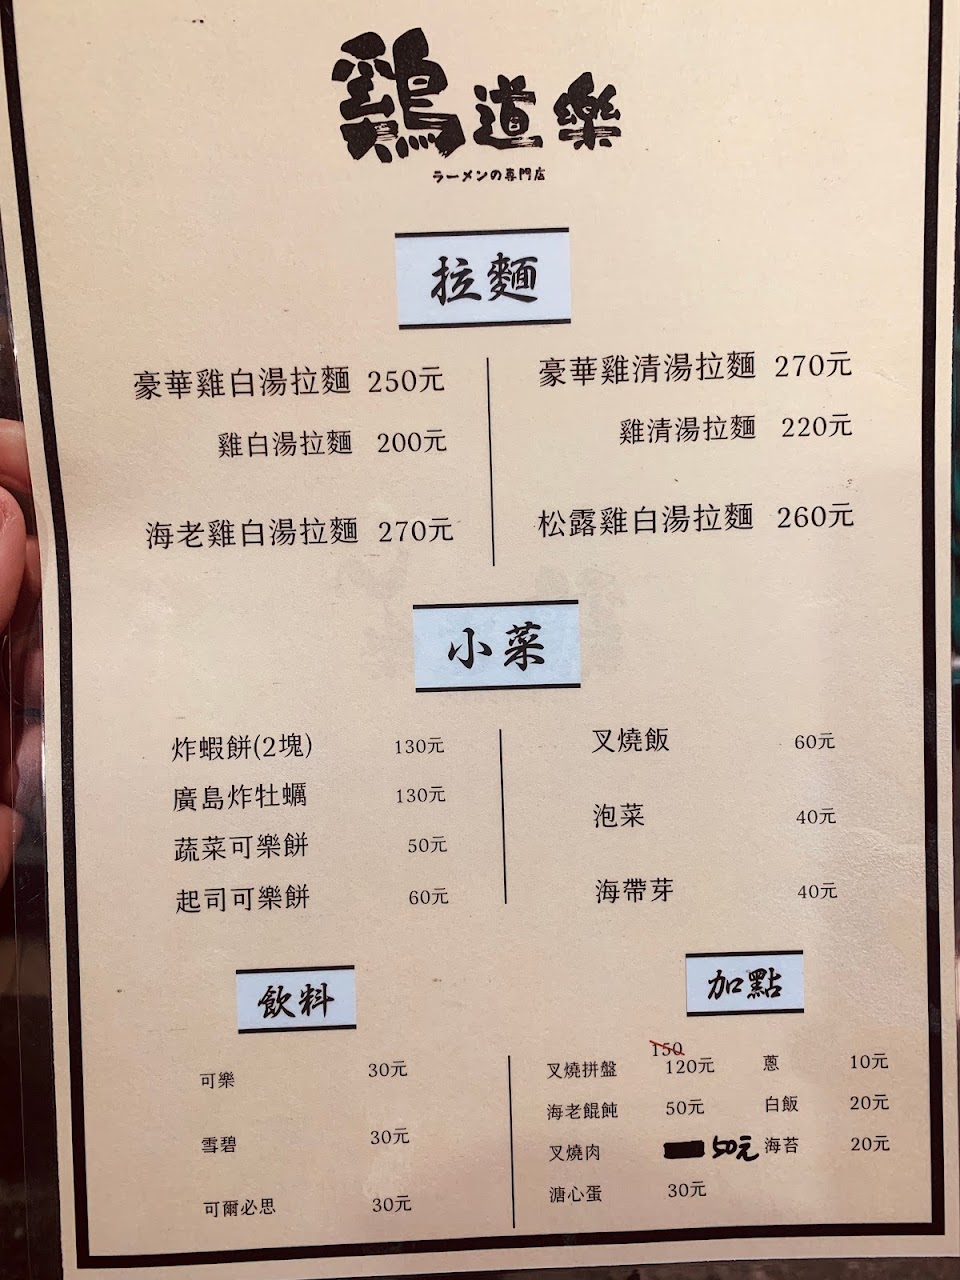 鶏道樂
ラーメンの専門店
拉麵
豪華雞白湯拉麵 250元
雞白湯拉麵 200元
海老雞白湯拉麵 270元
豪華雞清湯拉麵 270元
雞清湯拉麵 220元
松露雞白湯拉麵 260元
小菜
炸蝦餅(2塊) 130元
廣島炸牡蠣 130元
蔬菜可樂餅 50元
起司可樂餅 60元
叉燒飯 60元
泡菜 40元
海帶芽 40元
飲料
可樂 30元
雪碧 30元
可爾必思 30元
加點
150
叉燒拼盤 120元
海老餛飩 50元
叉燒肉 50元
溏心蛋 30元
蔥 10元
白飯 20元
海苔 20元